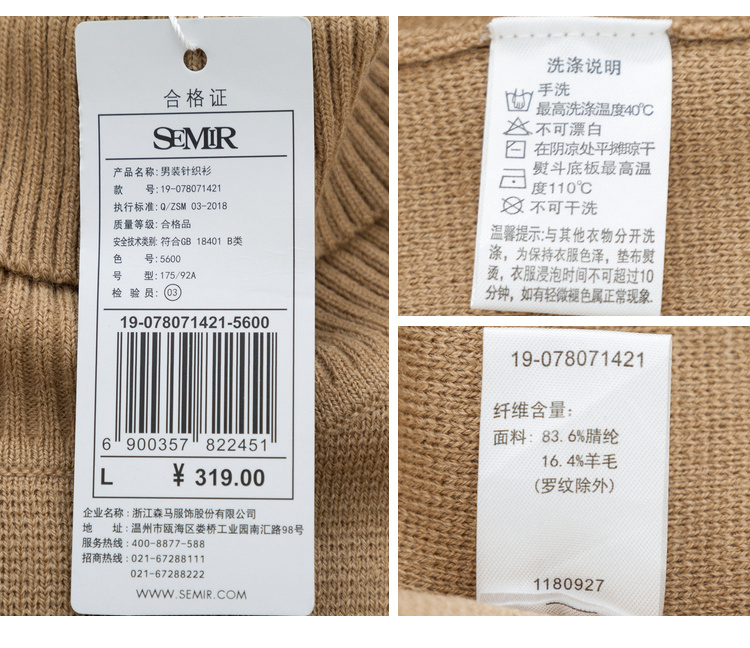 合格证
SEMIR
产品名称:男装针织衫
款 号:19-078071421
执行标准:Q/ZSM 03-2018
质量等级:合格品
安全技术类别:符合GB 18401 B类
色 号:5600
号 型:175/92A
检 验 员:03
19-078071421-5600
6 900357 822451
L ¥ 319.00
企业名称:浙江森马服饰股份有限公司
地 址:温州市瓯海区娄桥工业园南汇路98号
服务热线:400-8877-588
招商热线:021-67288111
021-67288222
WWW.SEMIR.COM
洗涤说明
手洗
最高洗涤温度40℃
不可漂白
在阴凉处平摊晾干
熨斗底板最高温
度110℃
不可干洗
温馨提示:与其他衣物分开洗
涤，为保持衣服色泽，垫布熨
烫，衣服浸泡时间不可超过10
分钟，如有轻微褪色属正常现象.
19-078071421
纤维含量:
面料: 83.6%腈纶
16.4%羊毛
(罗纹除外)
1180927